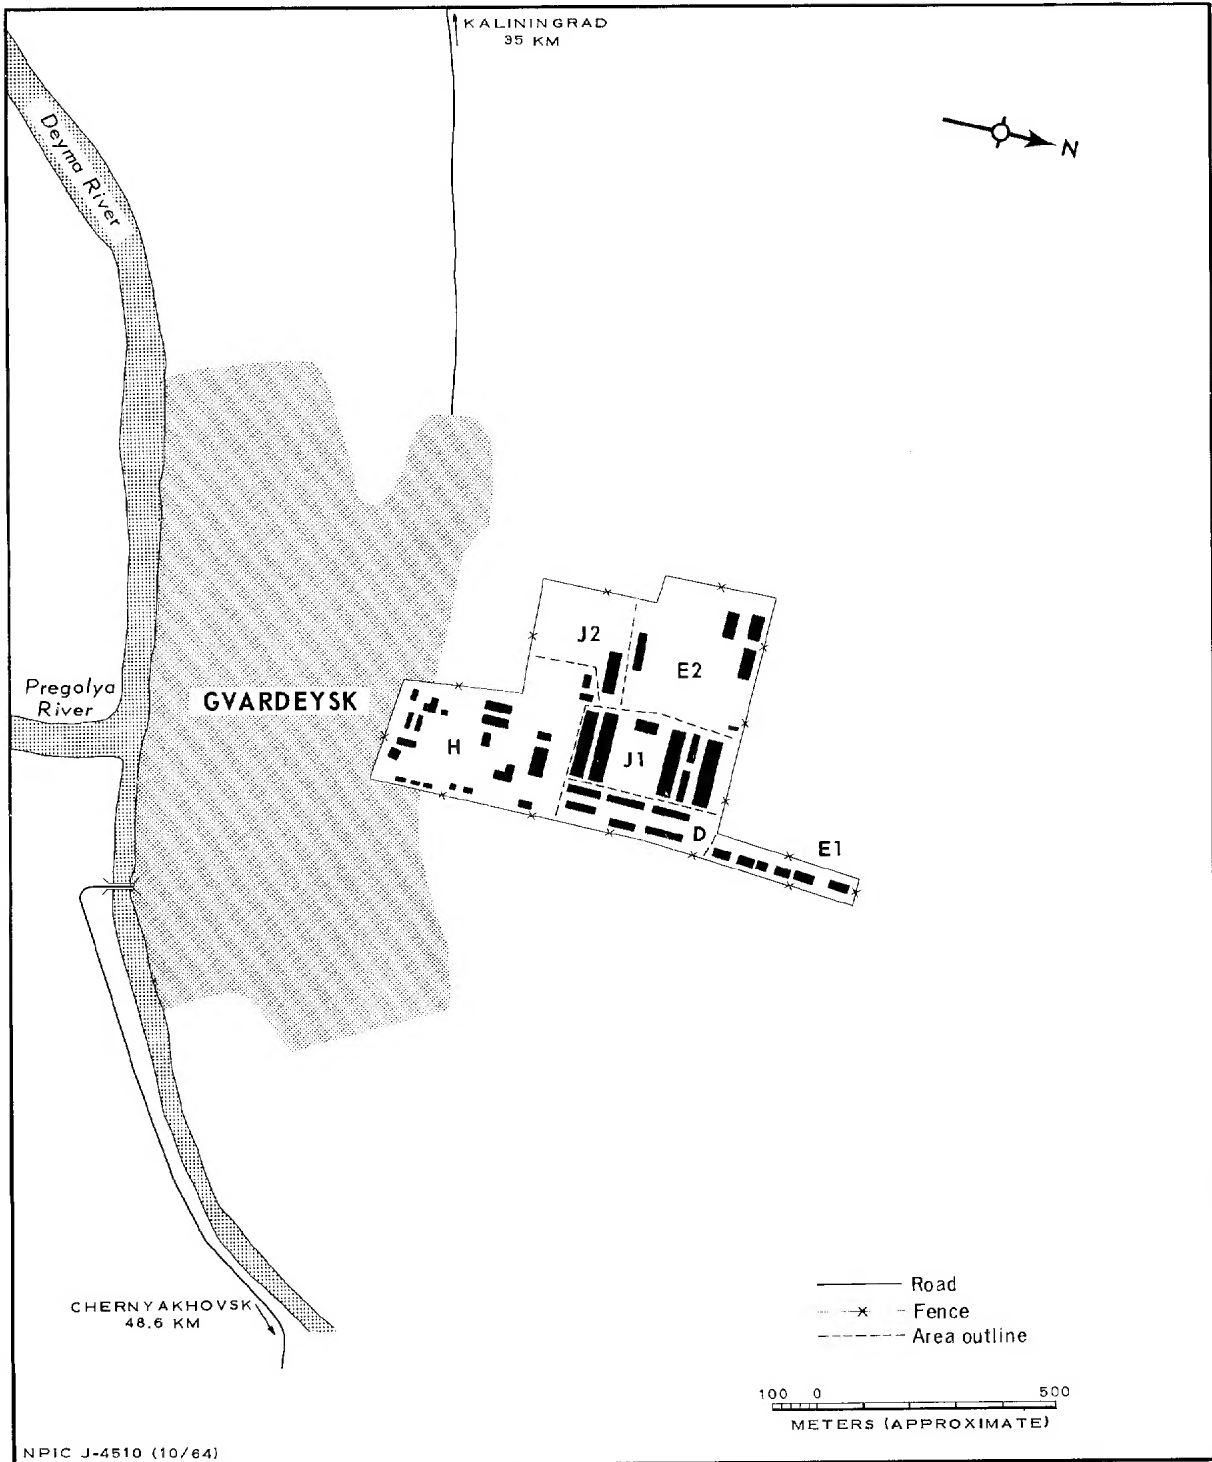 KALININGRAD
35 KM
N
Deyma River
J2
E2
Pregolya
River
GVARDEYSK
H
J1
D
E1
CHERNYAKHOVSK
48.6 KM
Road
Fence
Area outline
100 0 500
METERS (APPROXIMATE)
NPIC J-4510 (10/64)